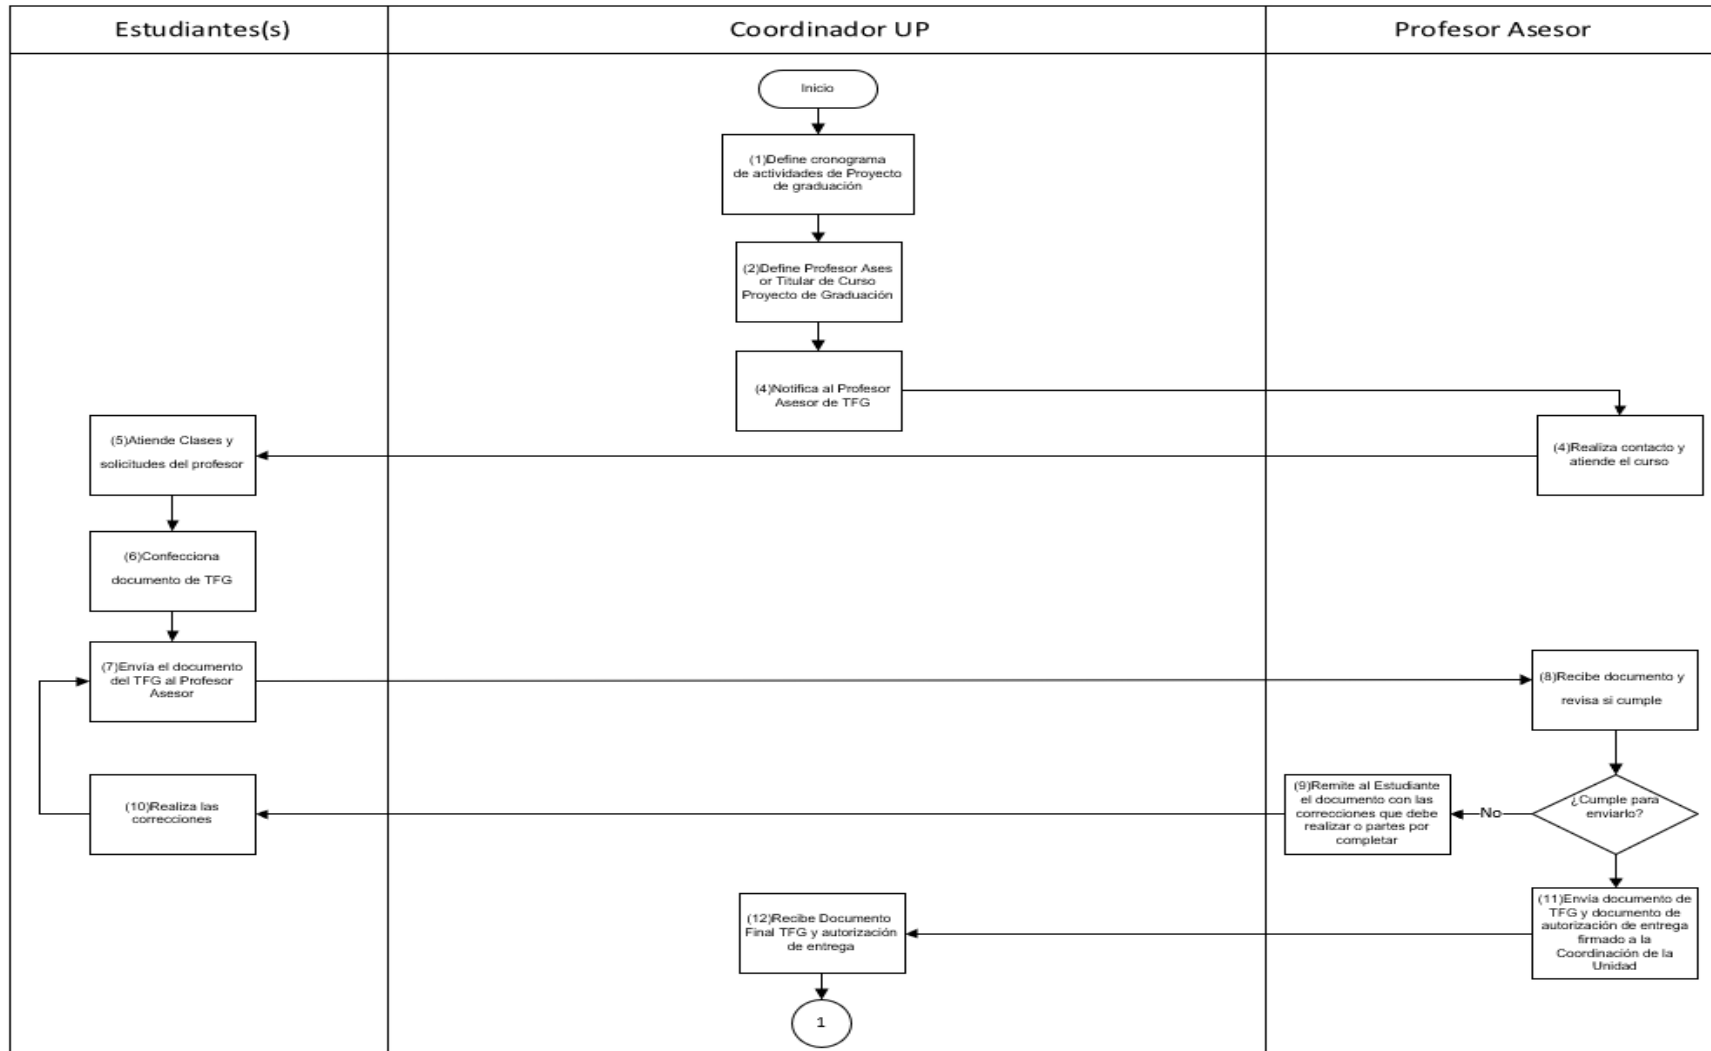 Estudiantes(s)
Coordinador UP
Profesor Asesor
Inicio
(1)Define cronograma
de actividades de Proyecto
de graduación
(2)Define Profesor Ases
or Titular de Curso
Proyecto de Graduación
(4)Notifica al Profesor
Asesor de TFG
(4)Realiza contacto y
atiende el curso
(5)Atiende Clases y
solicitudes del profesor
(6)Confecciona
documento de TFG
(7)Envía el documento
del TFG al Profesor
Asesor
(8)Recibe documento y
revisa si cumple
¿Cumple para
enviarlo?
No
(9)Remite al Estudiante
el documento con las
correcciones que debe
realizar o partes por
completar
(10)Realiza las
correcciones
(11)Envía documento de
TFG y documento de
autorización de entrega
firmado a la
Coordinación de la
Unidad
(12)Recibe Documento
Final TFG y autorización
de entrega
1